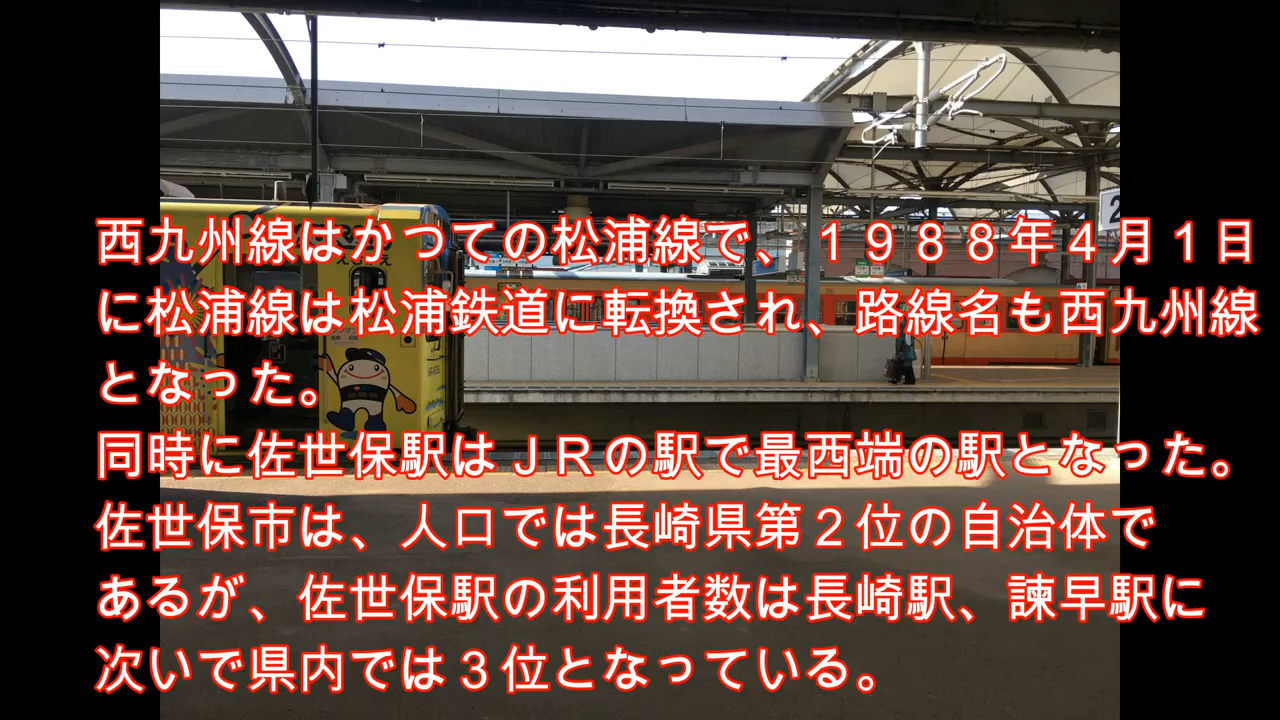 西九州線はかつての松浦線で、１９８８年４月１日
に松浦線は松浦鉄道に転換され、路線名も西九州線
となった。
同時に佐世保駅はＪＲの駅で最西端の駅となった。
佐世保市は、人口では長崎県第２位の自治体で
あるが、佐世保駅の利用者数は長崎駅、諫早駅に
次いで県内では３位となっている。
2